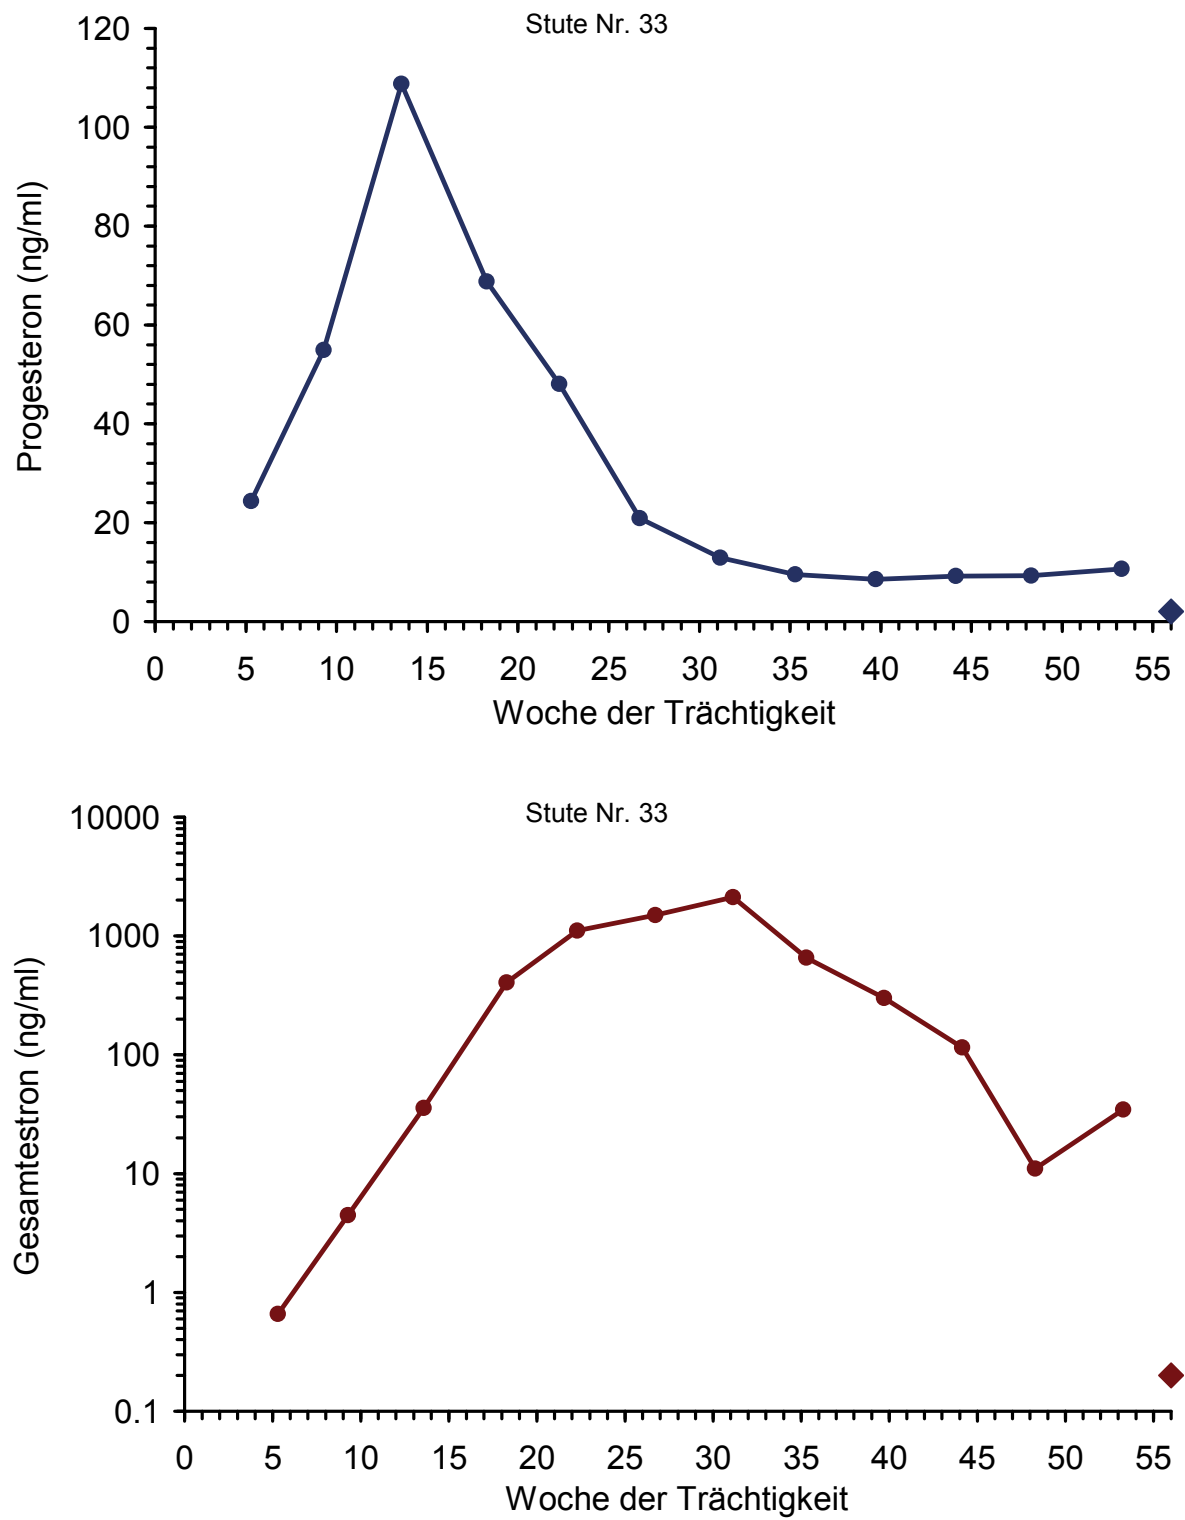 Stute Nr. 33
120
100
80
60
40
20
0
Progesteron (ng/ml)
0 5 10 15 20 25 30 35 40 45 50 55
Woche der Trächtigkeit
Stute Nr. 33
10000
1000
100
10
1
0.1
Gesamtestron (ng/ml)
0 5 10 15 20 25 30 35 40 45 50 55
Woche der Trächtigkeit